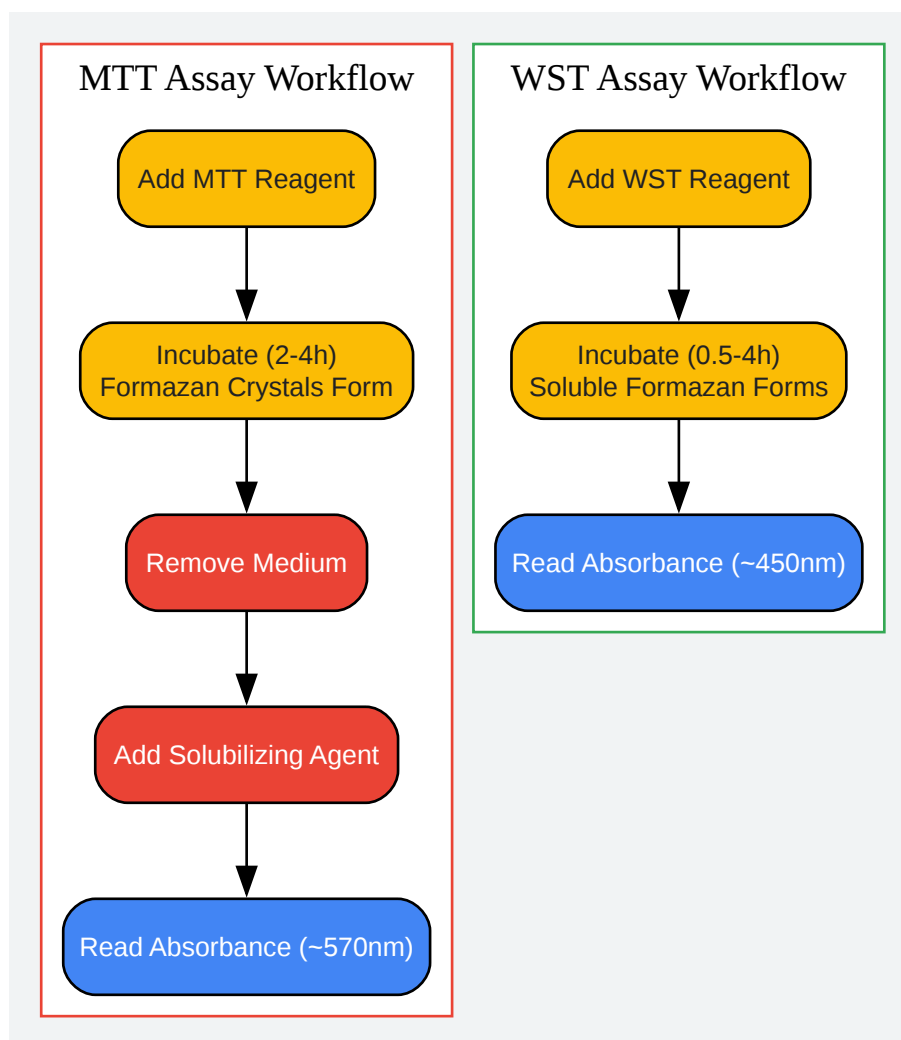 MTT Assay Workflow
Add MTT Reagent
Incubate (2-4h)
Formazan Crystals Form
Remove Medium
Add Solubilizing Agent
Read Absorbance (~570nm)
WST Assay Workflow
Add WST Reagent
Incubate (0.5-4h)
Soluble Formazan Forms
Read Absorbance (~450nm)